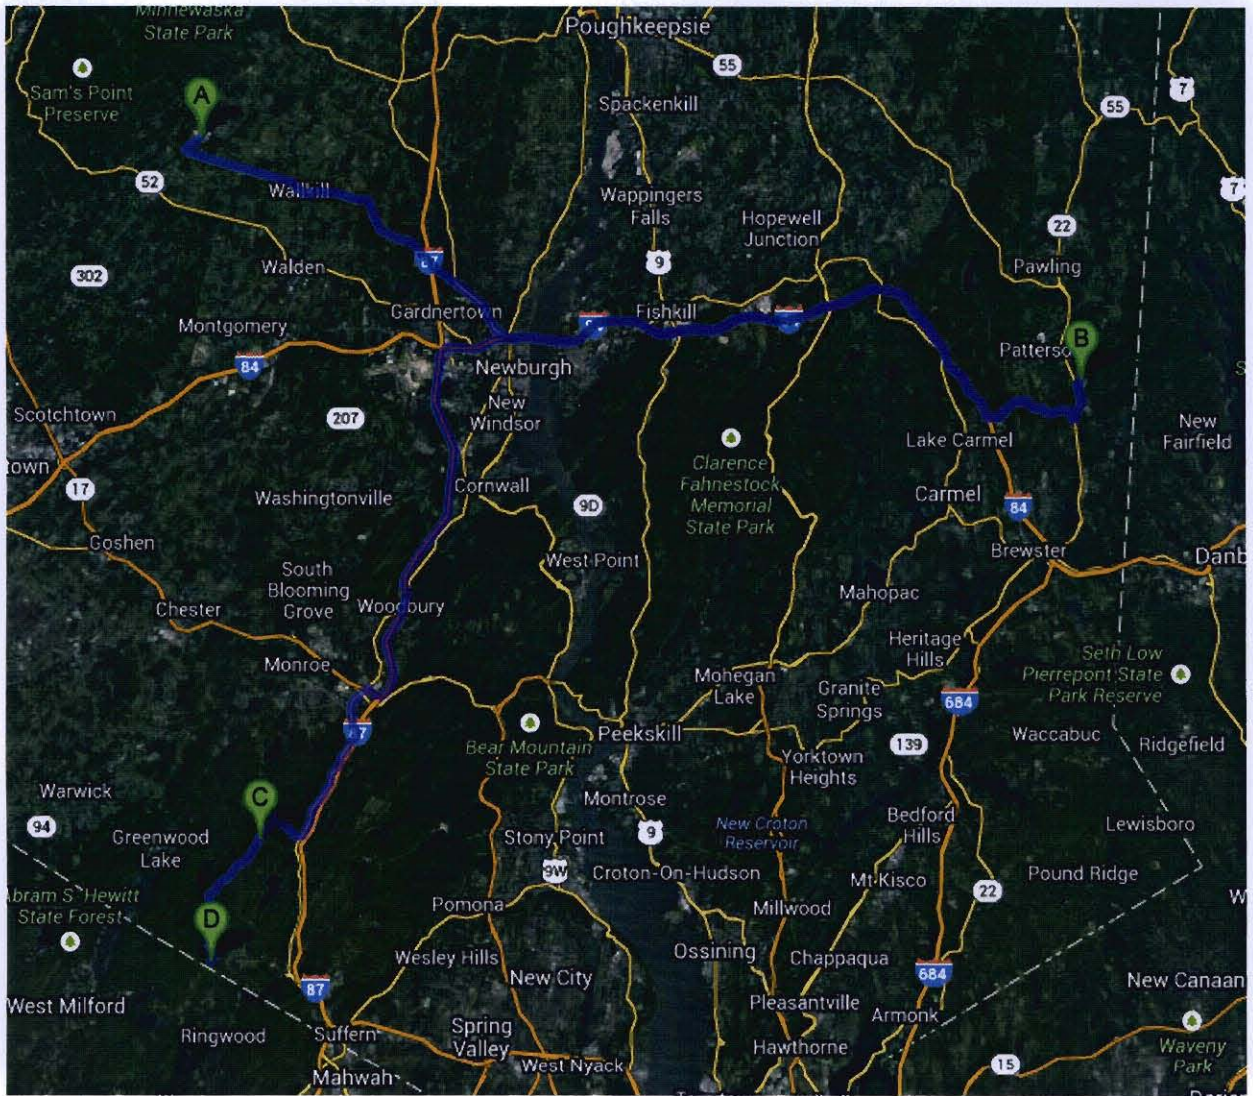 Minnewaska
State Park
Poughkeepsie
55
Sam's Point
Preserve
A
Spackenkill
55
7
52
Wallkill
Wappingers
Falls
Hopewell
Junction
22
7
302
Walden
87
9
Pawling
Gardnertown
Fishkill
Montgomery
84
Newburgh
Patterso
B
Scotchtown
207
New
Windsor
Lake Carmel
New
Fairfield
town
17
Clarence
Fahnestock
Memorial
State Park
Washingtonville
Cornwall
9D
Carmel
84
Goshen
West Point
Brewster
Danb
South
Blooming
Grove
Woodbury
Chester
Mahopac
Monroe
Heritage
Hills
Seth Low
Pierrepont State
Park Reserve
Mohegan
Lake
Granite
Springs
684
87
Bear Mountain
State Park
Peekskill
139
Waccabuc
Ridgefield
Yorktown
Heights
Warwick
C
Montrose
94
Greenwood
Lake
Stony Point
9
New Croton
Reservoir
Bedford
Hills
Lewisboro
9W
Croton-On-Hudson
Mt Kisco
22
Pound Ridge
Abram S Hewitt
State Forest
D
Pomona
Millwood
W
Wesley Hills
New City
Ossining
Chappaqua
684
New Canaan
West Milford
87
Pleasantville
Armonk
Ringwood
Suffern
Spring
Valley
Hawthorne
Waveny
Park
Mahwah
West Nyack
15